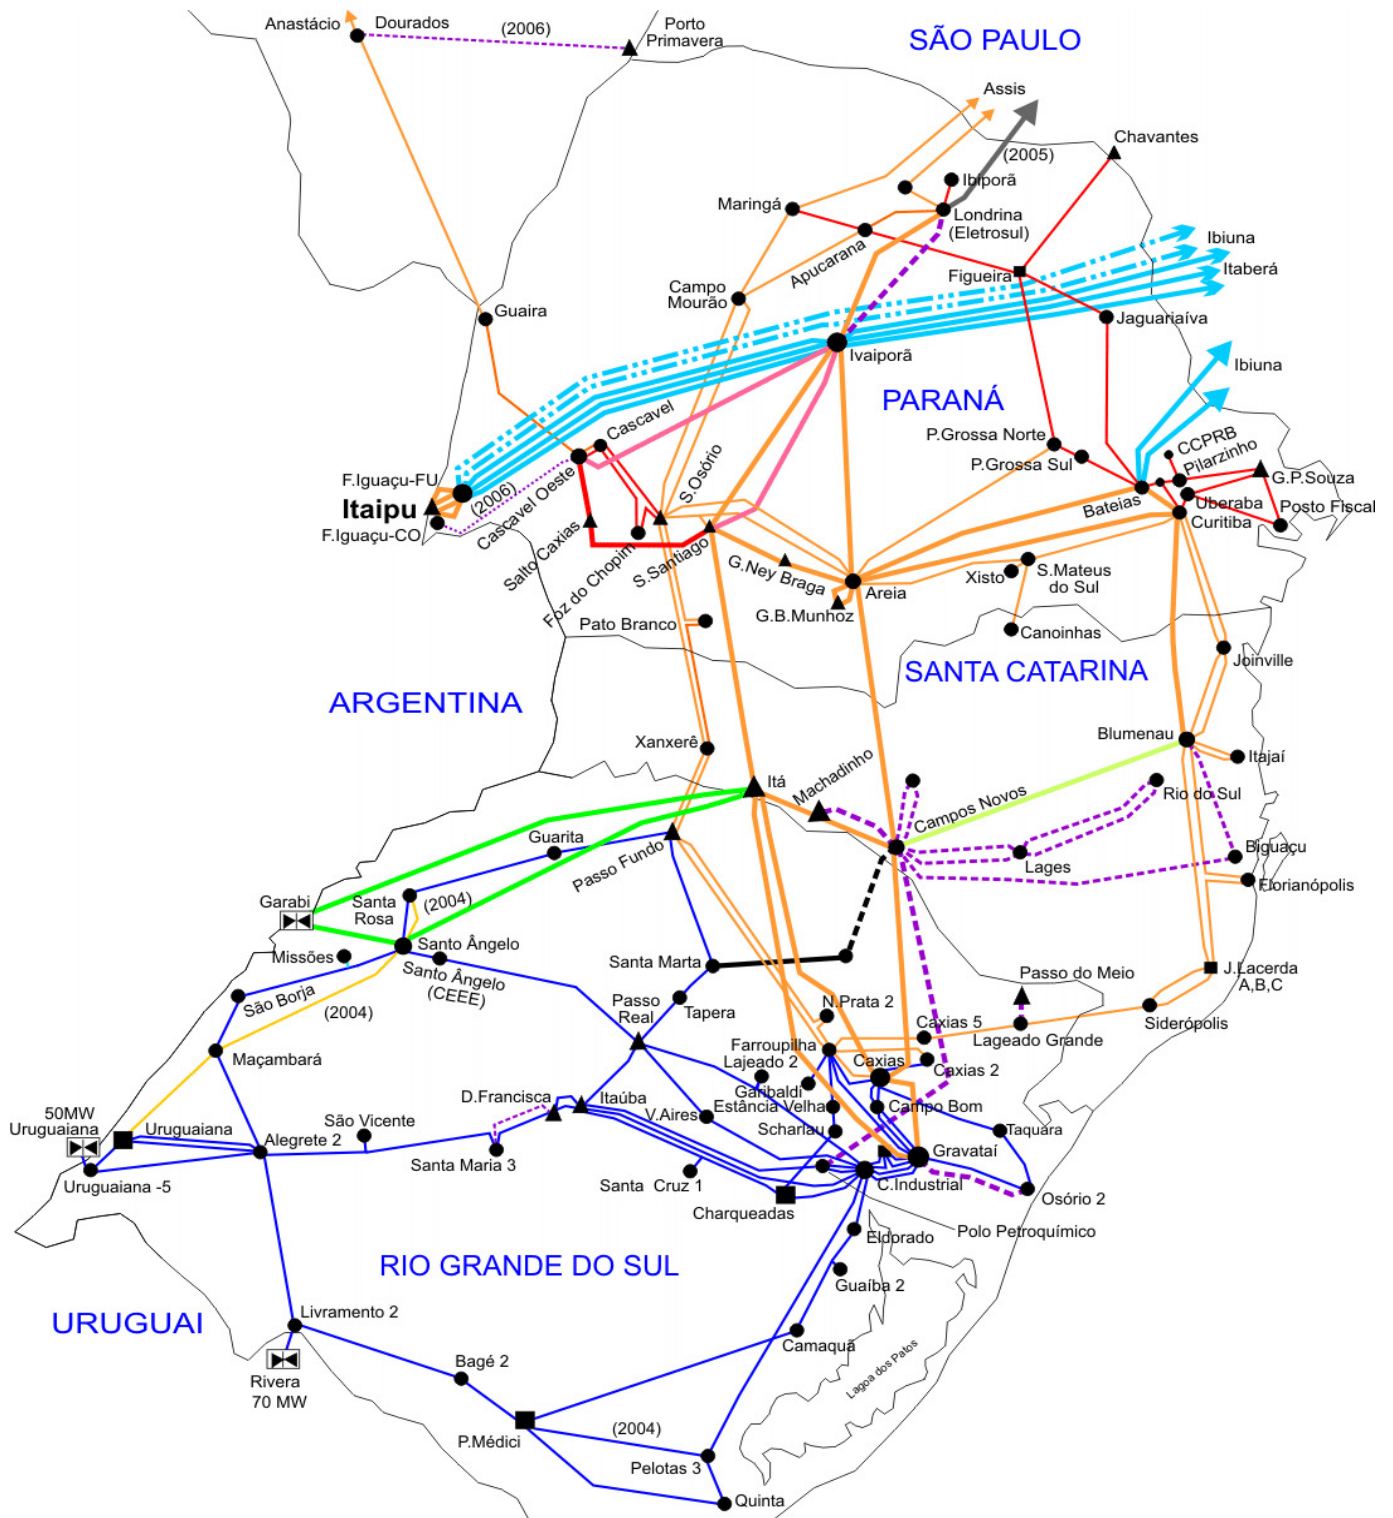 Anastácio
Dourados
(2006)
Porto
Primavera
SÃO PAULO
Assis
Chavantes
(2005)
Ibiporã
Maringá
Londrina
(Eletrosul)
Apucarana
Ibiuna
Itaberá
Figueira
Campo
Mourão
Guaira
Jaguariaíva
Ivaiporã
Ibiuna
PARANÁ
Cascavel
P.Grossa Norte
CCPRB
P.Grossa Sul
Pilarzinho
G.P.Souza
F.Iguaçu-FU
S.Osório
(2006)
Cascavel Oeste
Itaipu
Bateias
Uberaba
Posto Fiscal
Curitiba
F.Iguaçu-CO
Salto Caxias
Foz do Chopim
S.Santiago
G.Ney Braga
Areia
Xisto
S.Mateus
do Sul
G.B.Munhoz
Pato Branco
Canoinhas
Joinville
SANTA CATARINA
ARGENTINA
Xanxerê
Blumenau
Itajaí
Itá
Machadinho
Campos Novos
Rio do Sul
Guarita
Passo Fundo
Lages
Biguaçu
Florianópolis
Garabi
Santa
Rosa
(2004)
Santo Ângelo
Missões
Santo Ângelo
(CEEE)
Santa Marta
J.Lacerda
A,B,C
Passo do Meio
São Borja
(2004)
Passo
Real
Tapera
N.Prata 2
Siderópolis
Caxias 5
Lageado Grande
Maçambará
Farroupilha
Lajeado 2
Caxias
Caxias 2
Garibaldi
D.Francisca
Itaúba
Estância Velha
Campo Bom
50MW
Uruguaiana
Uruguaiana
São Vicente
V.Aires
Scharlau
Taquara
Alegrete 2
Gravataí
Santa Maria 3
Uruguaiana -5
Santa
Cruz 1
C.Industrial
Osório 2
Charqueadas
Polo Petroquímico
Eldorado
RIO GRANDE DO SUL
Guaíba 2
URUGUAI
Livramento 2
Camaquã
Bagé 2
Rivera
70 MW
Lagoa dos Patos
(2004)
P.Médici
Pelotas 3
Quinta